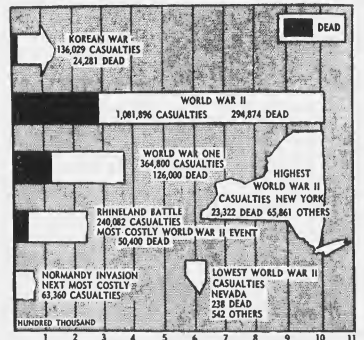 DEAD
KOREAN WAR
136,029 CASUALTIES
24,281 DEAD
WORLD WAR II
1,081,896 CASUALTIES 294,874 DEAD
WORLD WAR ONE
364,800 CASUALTIES
126,000 DEAD
HIGHEST
WORLD WAR II
CASUALTIES NEW YORK
23,322 DEAD 65,861 OTHERS
RHINELAND BATTLE
240,082 CASUALTIES
MOST COSTLY WORLD WAR II EVENT
50,400 DEAD
NORMANDY INVASION
NEXT MOST COSTLY
63,360 CASUALTIES
LOWEST WORLD WAR II
CASUALTIES
NEVADA
238 DEAD
542 OTHERS
HUNDRED THOUSAND
1 2 3 4 5 6 7 8 9 10 11